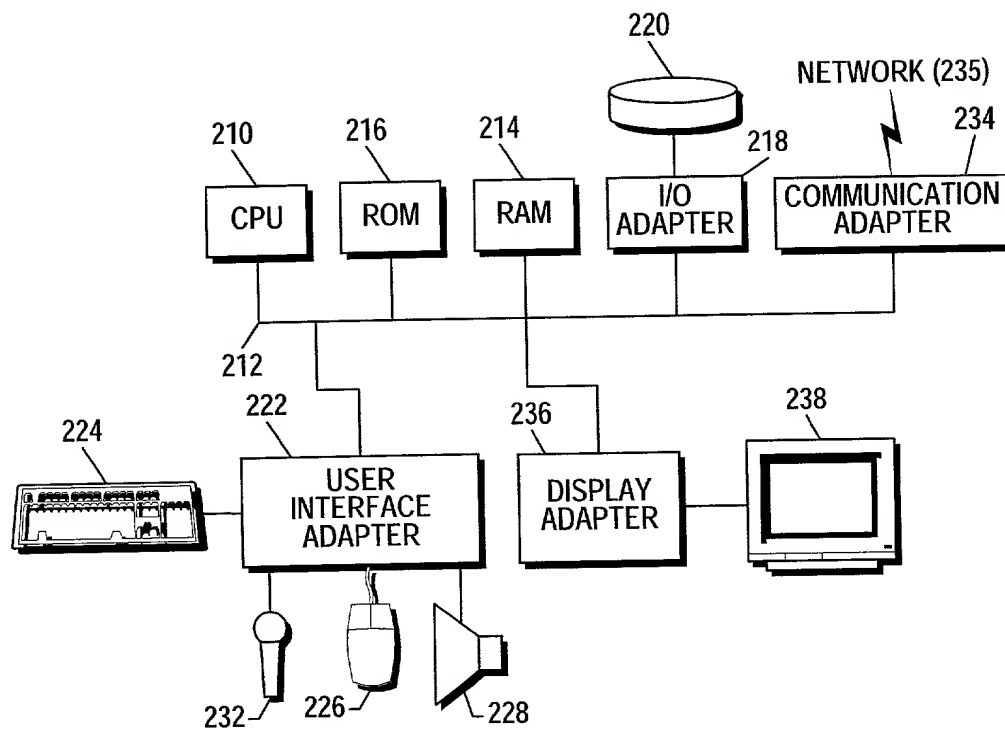 220
NETWORK (235)
210
216
214
218
234
CPU
ROM
RAM
I/O
ADAPTER
COMMUNICATION
ADAPTER
212
222
236
238
224
USER
INTERFACE
ADAPTER
DISPLAY
ADAPTER
232
226
228